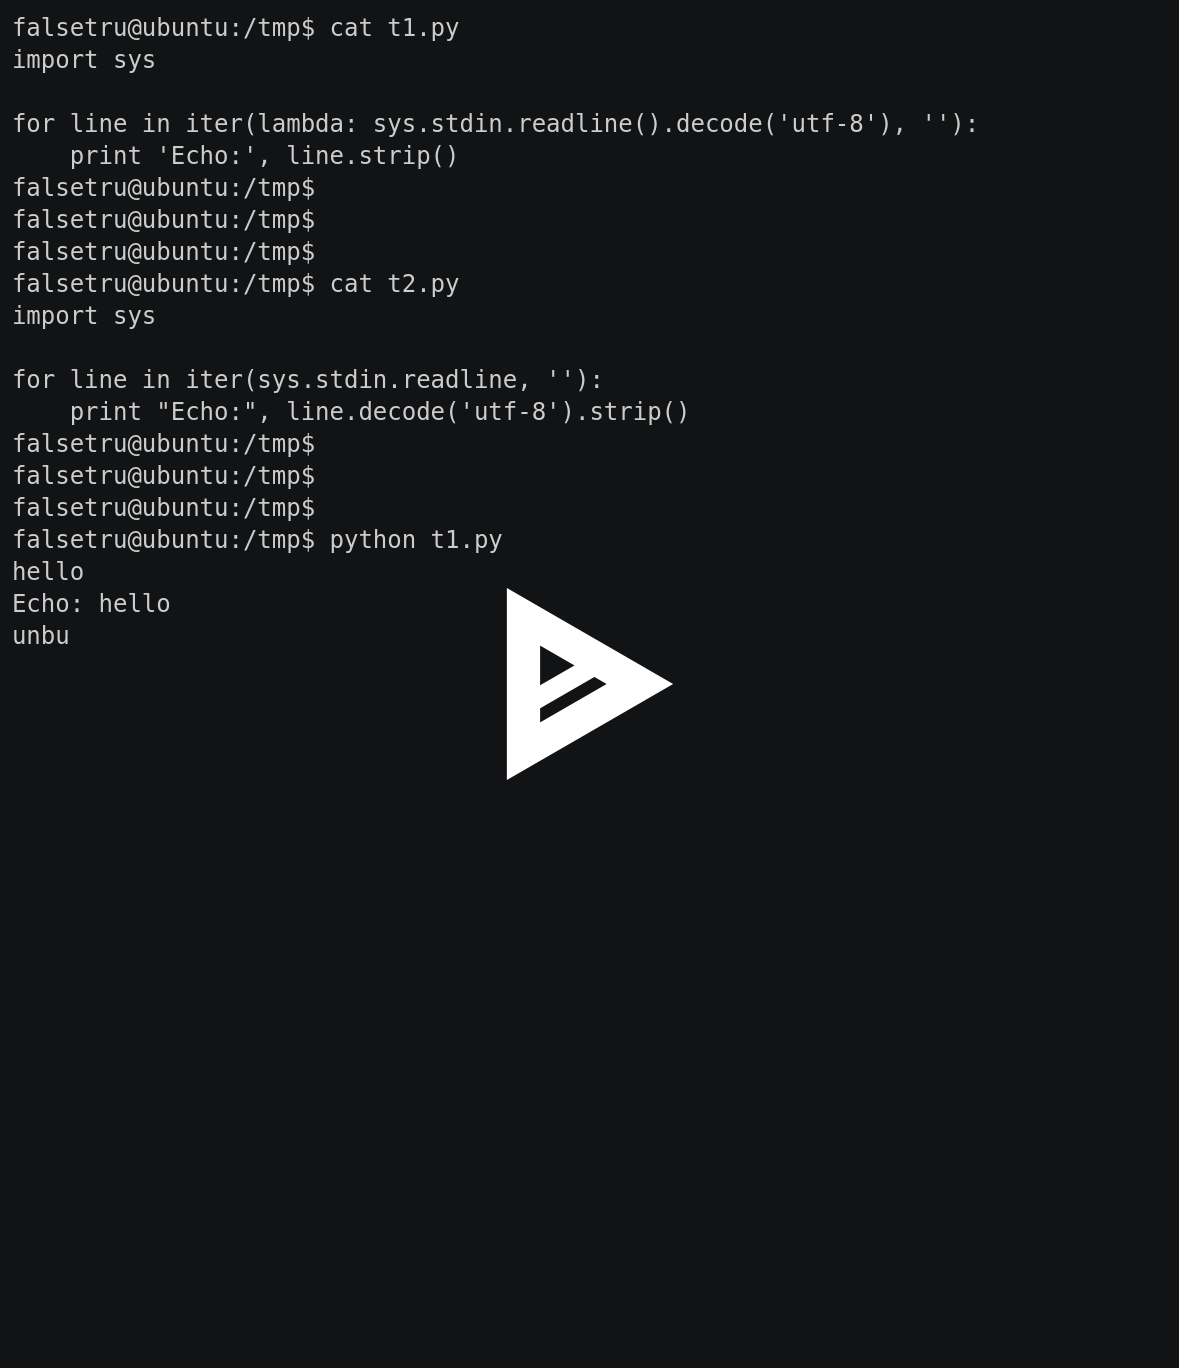 falsetru@ubuntu:/tmp$ cat t1.py
import sys

for line in iter(lambda: sys.stdin.readline().decode('utf-8'), ''):
    print 'Echo:', line.strip()
falsetru@ubuntu:/tmp$
falsetru@ubuntu:/tmp$
falsetru@ubuntu:/tmp$
falsetru@ubuntu:/tmp$ cat t2.py
import sys

for line in iter(sys.stdin.readline, ''):
    print "Echo:", line.decode('utf-8').strip()
falsetru@ubuntu:/tmp$
falsetru@ubuntu:/tmp$
falsetru@ubuntu:/tmp$
falsetru@ubuntu:/tmp$ python t1.py
hello
Echo: hello
unbu